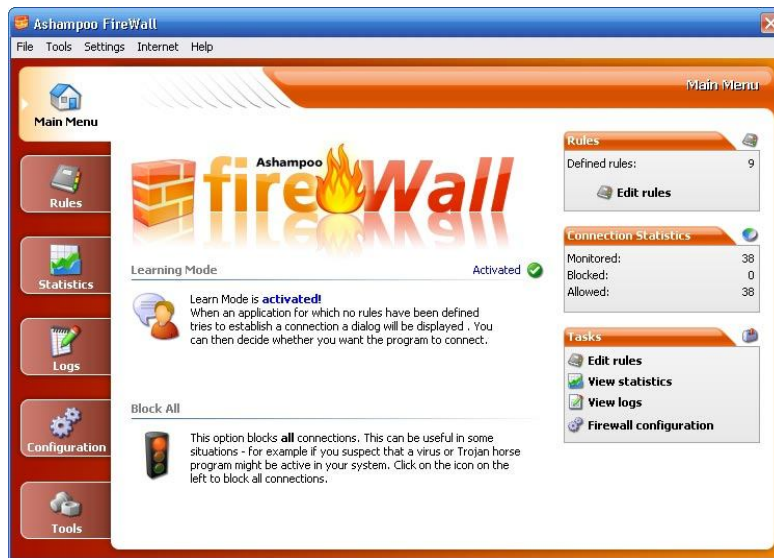 Ashampoo FireWall
File Tools Settings Internet Help
Main Menu
Main Menu
Rules
Statistics
Logs
Configuration
Tools
Ashampoo
fireWall
Learning Mode
Activated
Learn Mode is activated!
When an application for which no rules have been defined
tries to establish a connection a dialog will be displayed . You
can then decide whether you want the program to connect.
Block All
This option blocks all connections. This can be useful in some
situations - for example if you suspect that a virus or Trojan horse
program might be active in your system. Click on the icon on the
left to block all connections.
Rules
Defined rules: 9
Edit rules
Connection Statistics
Monitored: 38
Blocked: 0
Allowed: 38
Tasks
Edit rules
View statistics
View logs
Firewall configuration